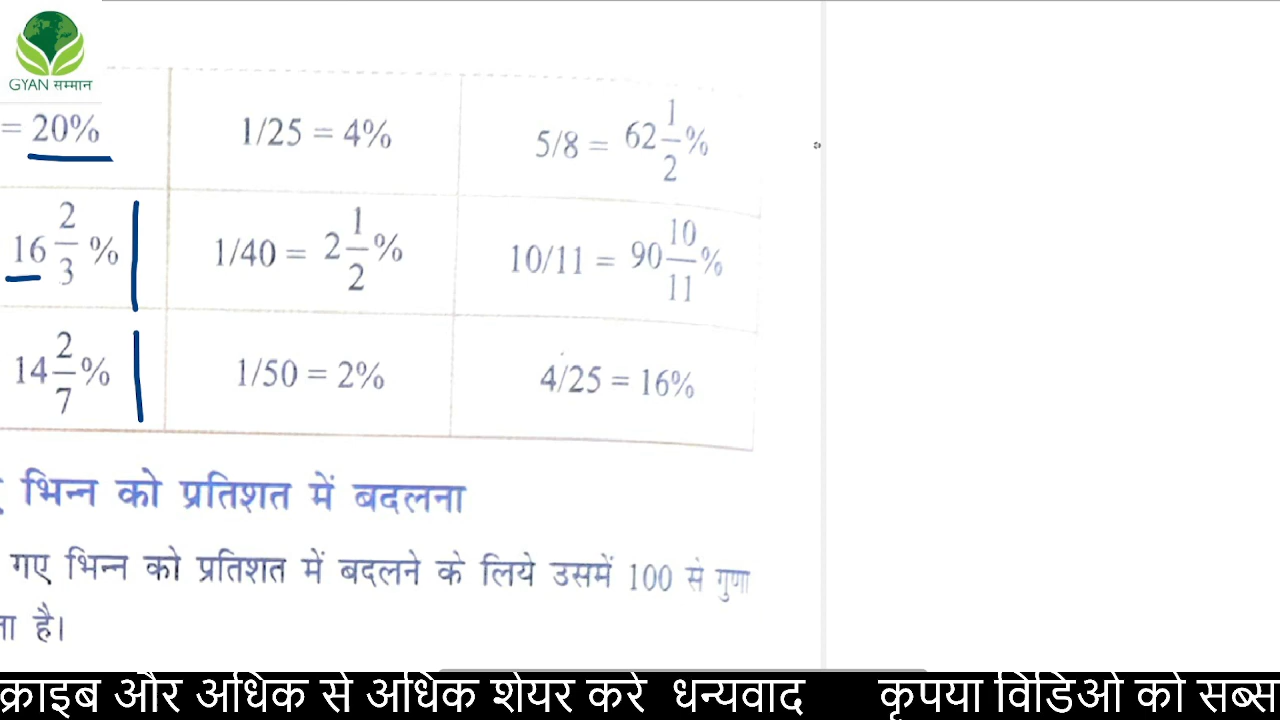 GYAN सम्मान
= 20% 1/25 = 4% 5/8 = 62 1/2 %
16 2/3 % 1/40 = 2 1/2 % 10/11 = 90 10/11 %
14 2/7 % 1/50 = 2% 4/25 = 16%
भिन्न को प्रतिशत में बदलना
गए भिन्न को प्रतिशत में बदलने के लिये उसमें 100 से गुणा
है।
और अधिक से अधिक शेयर करें धन्यवाद कृपया विडिओ को